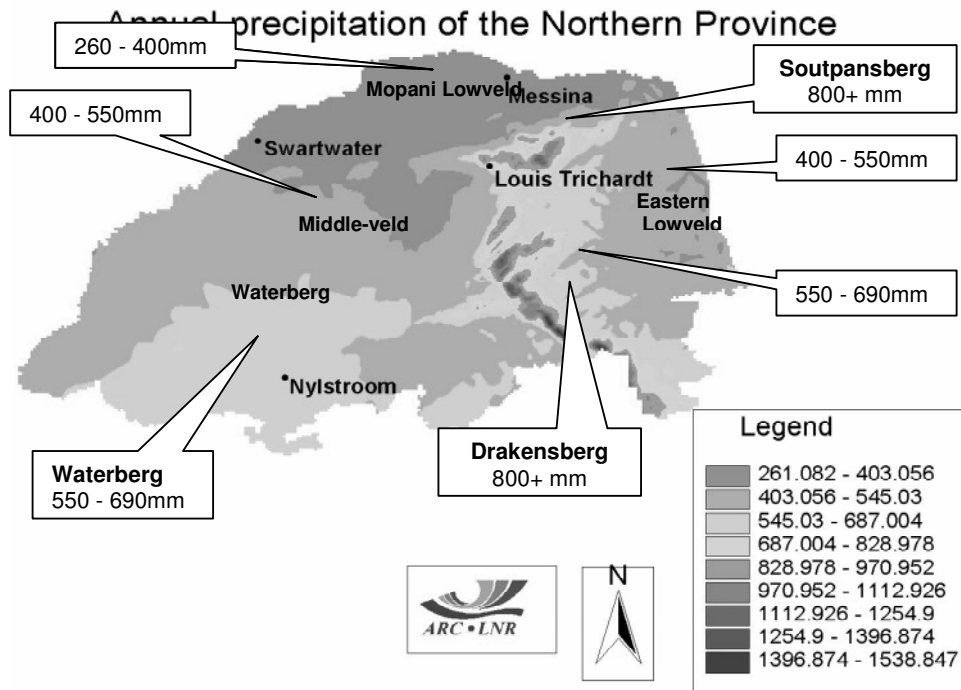 Annual precipitation of the Northern Province
260 - 400mm
Mopani Lowveld
Messina
Soutpansberg
800+ mm
400 - 550mm
Swartwater
400 - 550mm
Louis Trichardt
Eastern
Lowveld
Middle-veld
550 - 690mm
Waterberg
Nylstroom
Waterberg
550 - 690mm
Drakensberg
800+ mm
Legend
261.082 - 403.056
403.056 - 545.03
545.03 - 687.004
687.004 - 828.978
828.978 - 970.952
970.952 - 1112.926
1112.926 - 1254.9
1254.9 - 1396.874
1396.874 - 1538.847
ARC • LNR
N